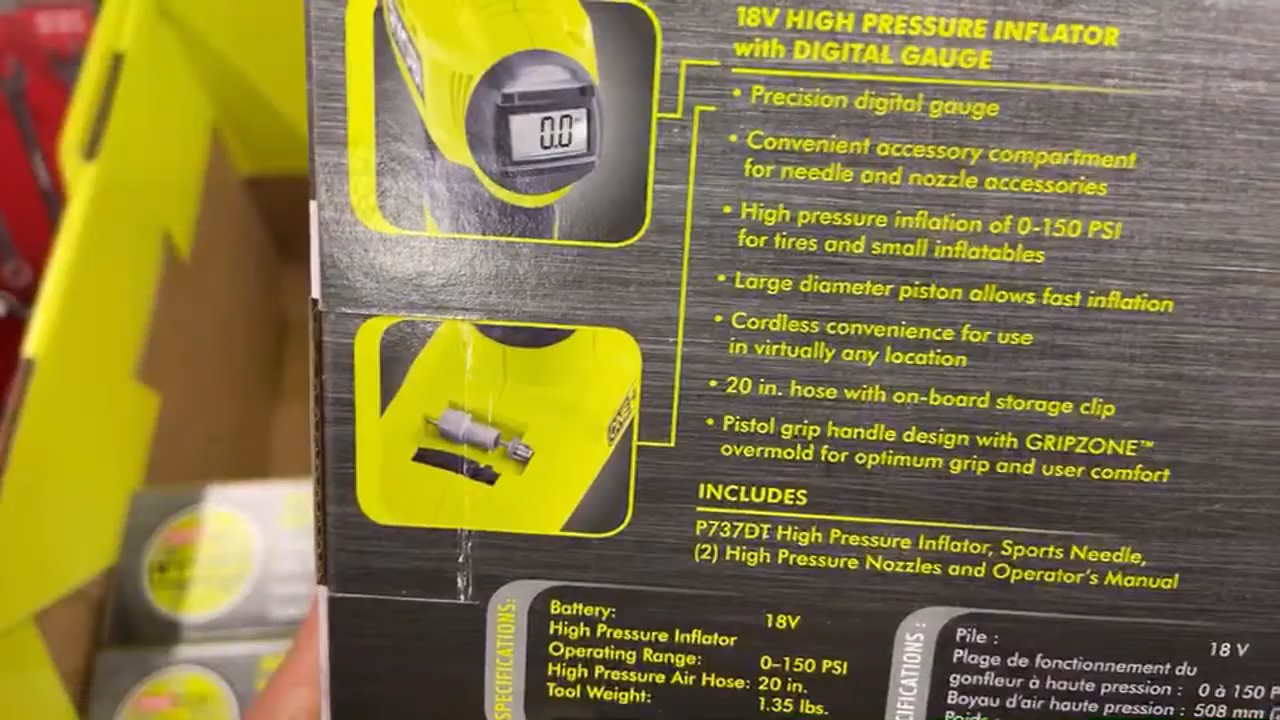 18V HIGH PRESSURE INFLATOR
with DIGITAL GAUGE
• Precision digital gauge
• Convenient accessory compartment
for needle and nozzle accessories
• High pressure inflation of 0-150 PSI
for tires and small inflatables
• Large diameter piston allows fast inflation
• Cordless convenience for use
in virtually any location
• 20 in. hose with on-board storage clip
• Pistol grip handle design with GRIPZONE™
overmold for optimum grip and user comfort
INCLUDES
P737DT High Pressure Inflator, Sports Needle,
(2) High Pressure Nozzles and Operator's Manual
0.0
ONE+
SPECIFICATIONS:
Battery: 18V
High Pressure Inflator
Operating Range: 0–150 PSI
High Pressure Air Hose: 20 in.
Tool Weight: 1.35 lbs.
CIFICATIONS :
Pile : 18 V
Plage de fonctionnement du
gonfleur à haute pression : 0 à 150 P
Boyau d'air haute pression : 508 mm